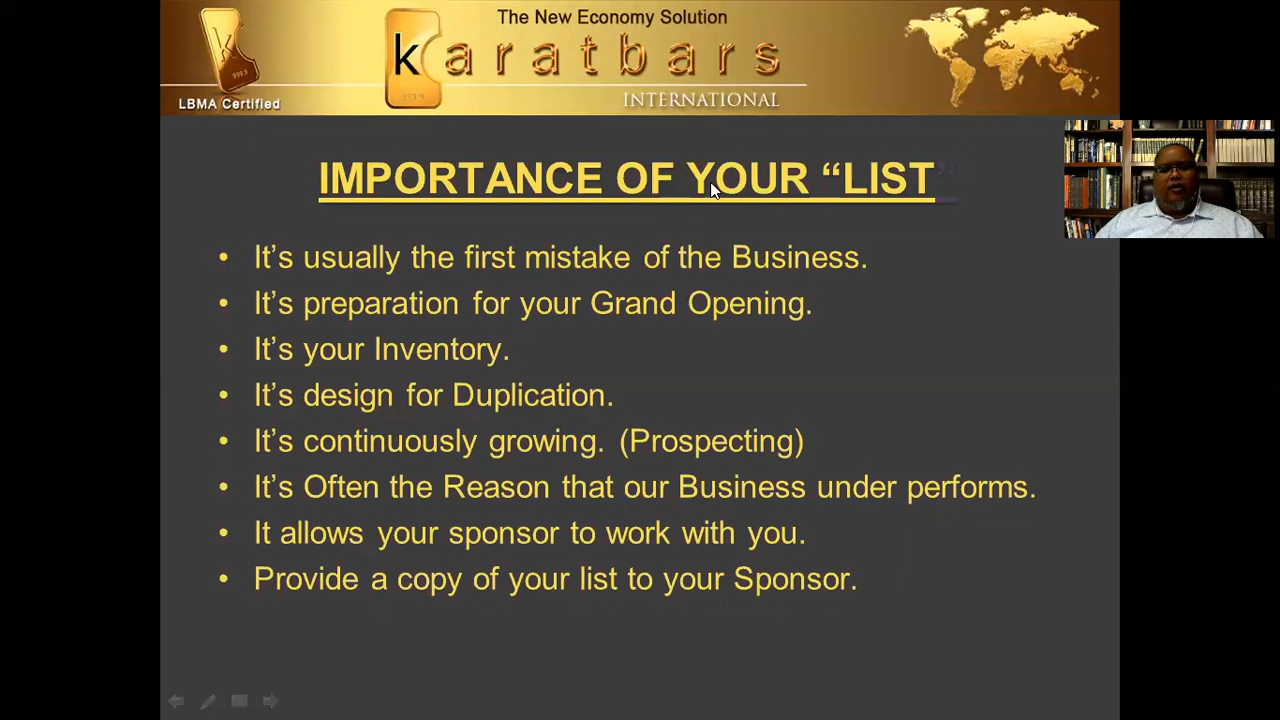 The New Economy Solution
karatbars
INTERNATIONAL
k
999.9
LBMA Certified
IMPORTANCE OF YOUR “LIST”
• It’s usually the first mistake of the Business.
• It’s preparation for your Grand Opening.
• It’s your Inventory.
• It’s design for Duplication.
• It’s continuously growing. (Prospecting)
• It’s Often the Reason that our Business under performs.
• It allows your sponsor to work with you.
• Provide a copy of your list to your Sponsor.